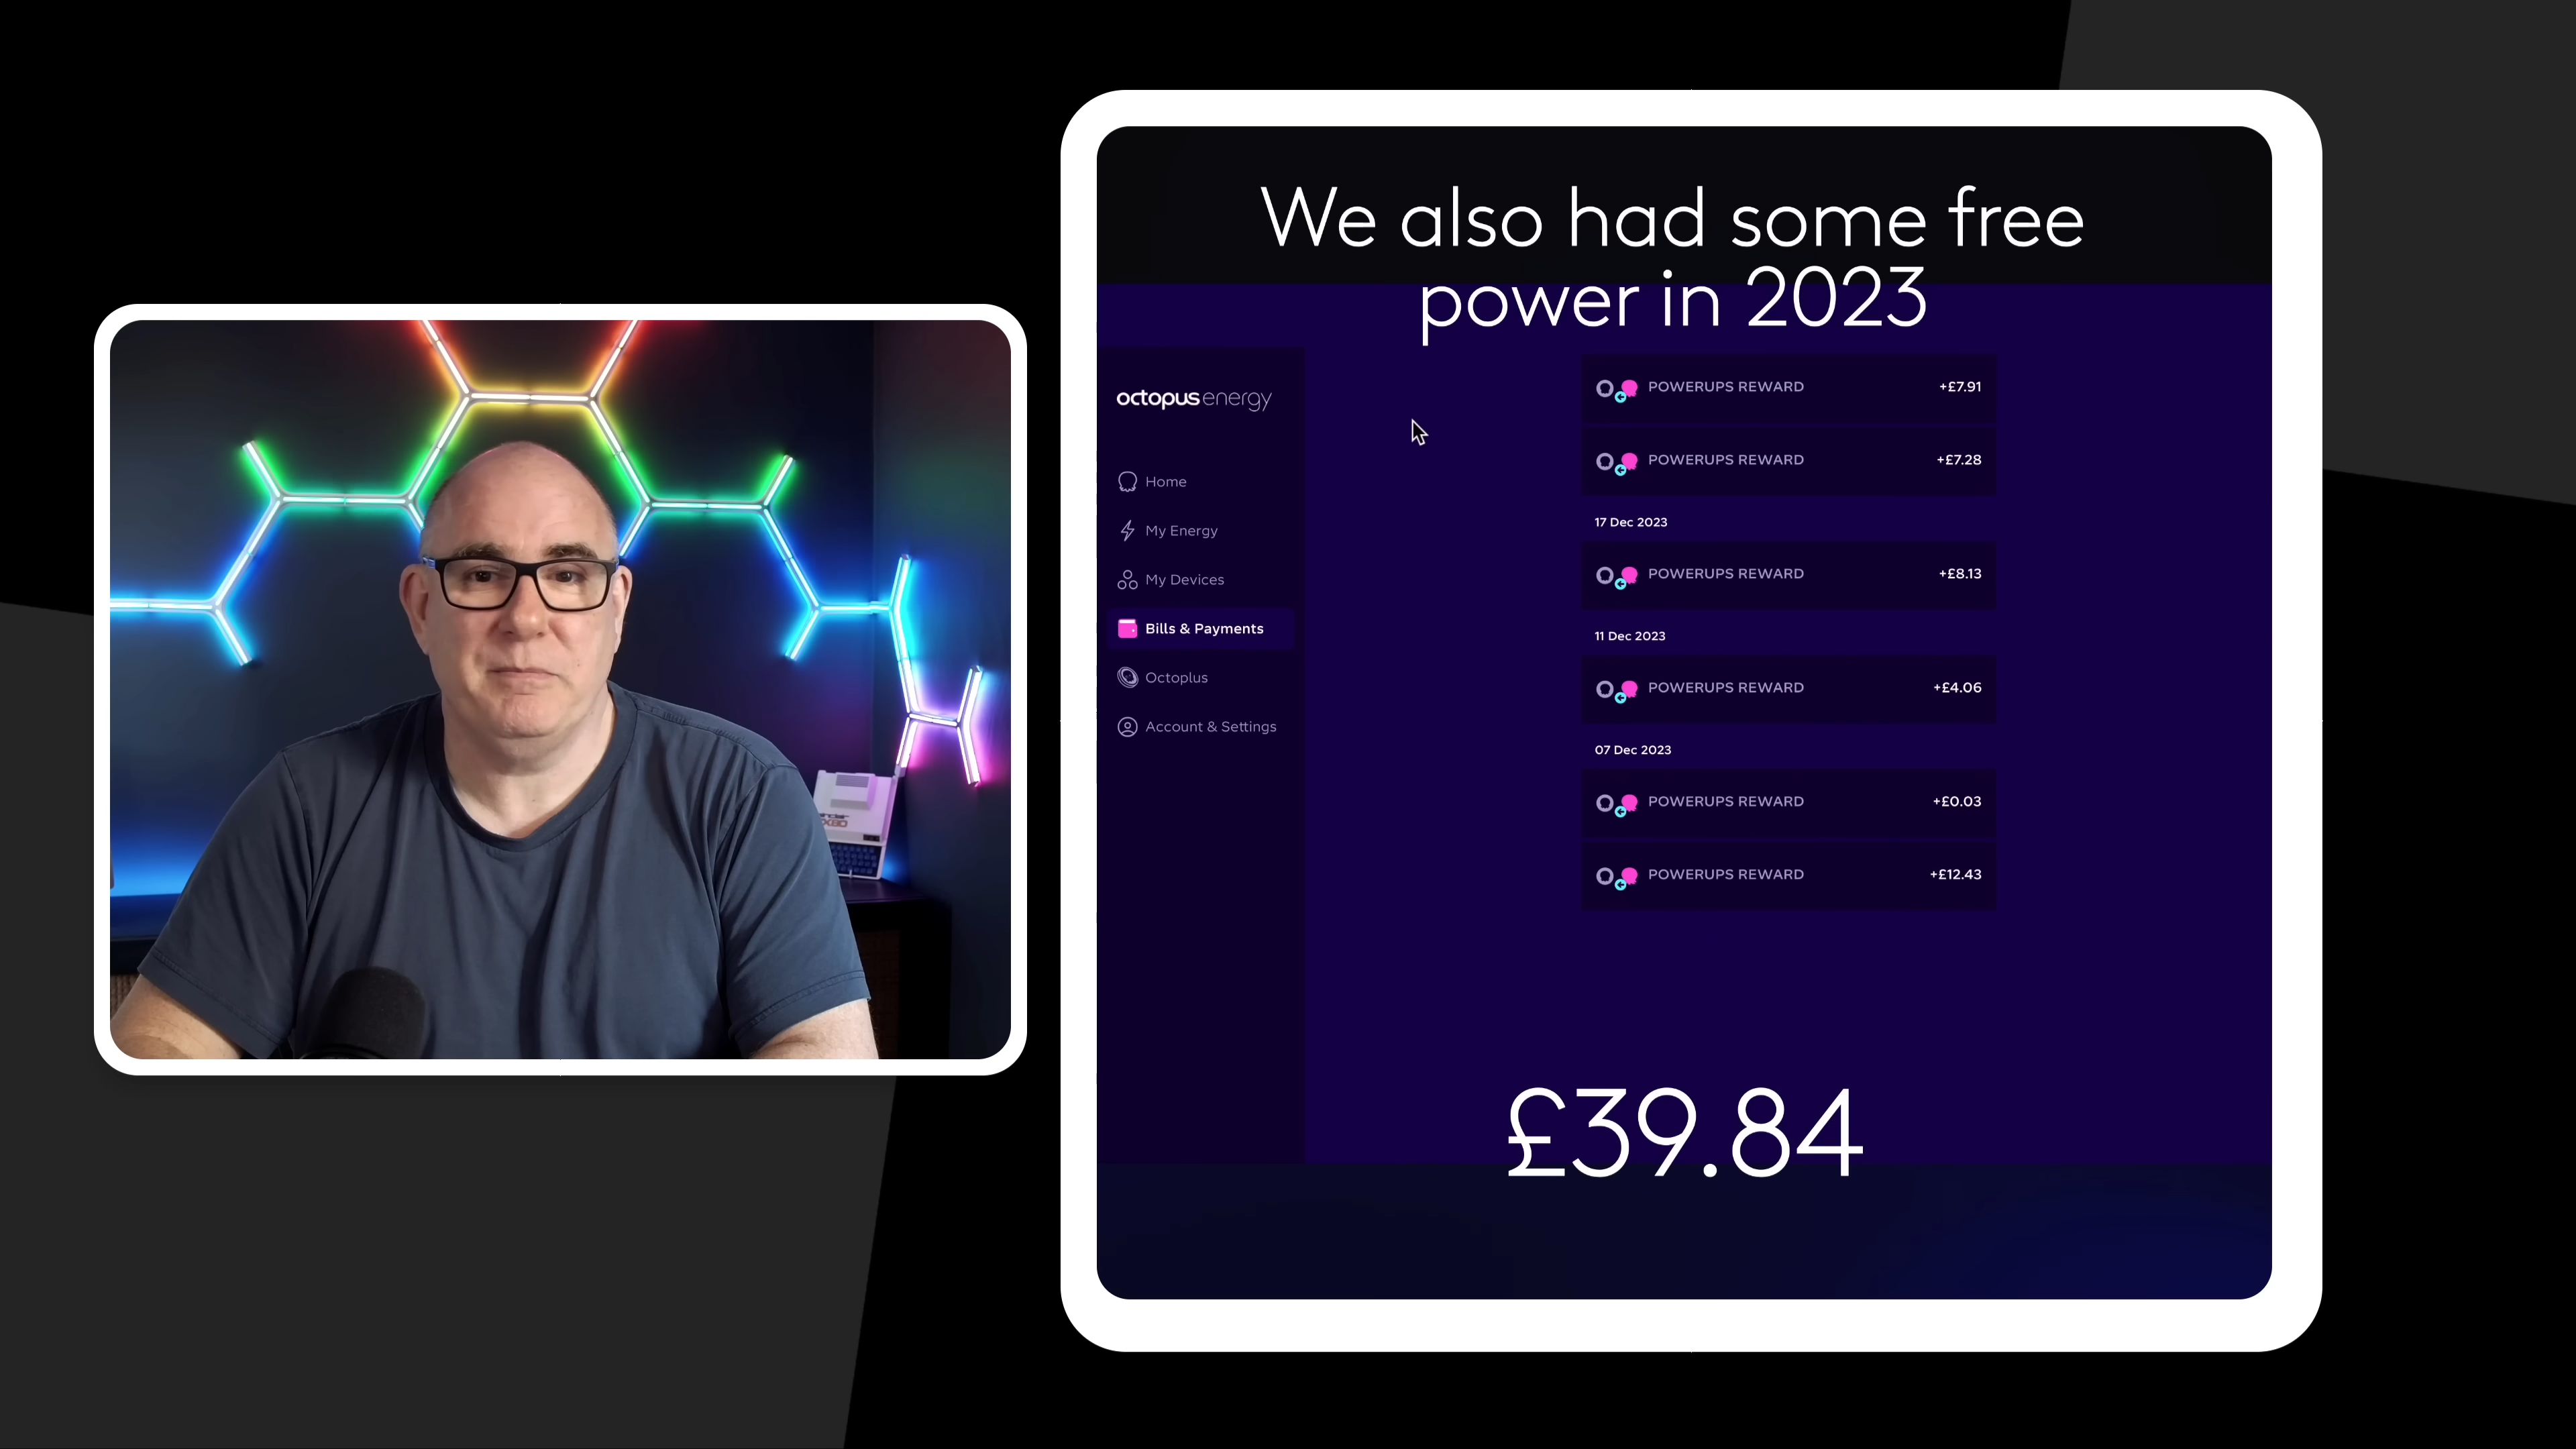 We also had some free
power in 2023
octopus energy
Home
My Energy
My Devices
Bills & Payments
Octoplus
Account & Settings
POWERUPS REWARD +£7.91
POWERUPS REWARD +£7.28
17 Dec 2023
POWERUPS REWARD +£8.13
11 Dec 2023
POWERUPS REWARD +£4.06
07 Dec 2023
POWERUPS REWARD +£0.03
POWERUPS REWARD +£12.43
£39.84
sinclair